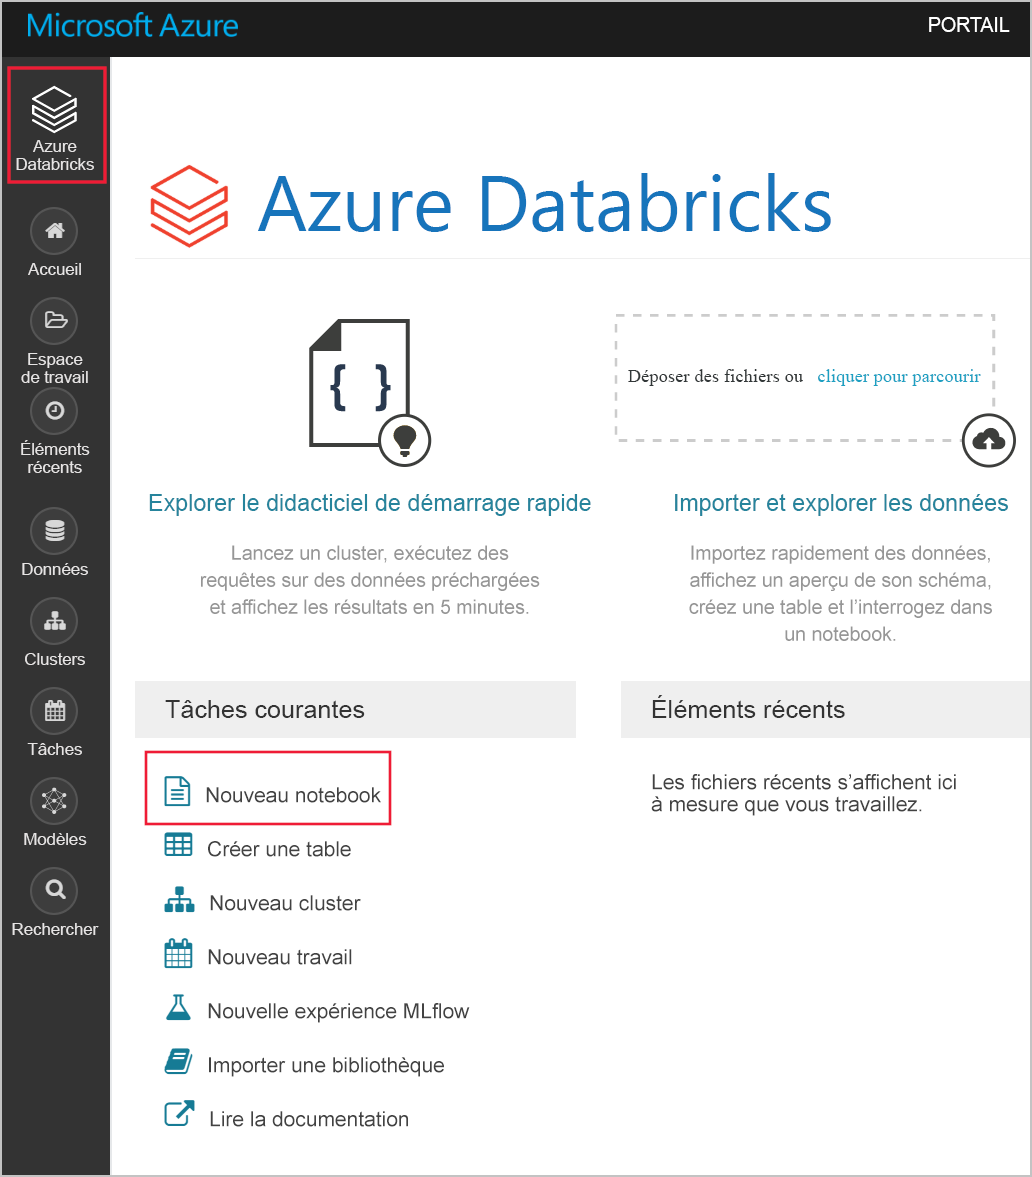 Microsoft Azure
PORTAIL
Azure
Databricks
Accueil
Espace
de travail
Éléments
récents
Données
Clusters
Tâches
Modèles
Rechercher
Azure Databricks
{ }
Explorer le didacticiel de démarrage rapide
Lancez un cluster, exécutez des
requêtes sur des données préchargées
et affichez les résultats en 5 minutes.
Déposer des fichiers ou cliquer pour parcourir
Importer et explorer les données
Importez rapidement des données,
affichez un aperçu de son schéma,
créez une table et l’interrogez dans
un notebook.
Tâches courantes
Nouveau notebook
Créer une table
Nouveau cluster
Nouveau travail
Nouvelle expérience MLflow
Importer une bibliothèque
Lire la documentation
Éléments récents
Les fichiers récents s’affichent ici
à mesure que vous travaillez.